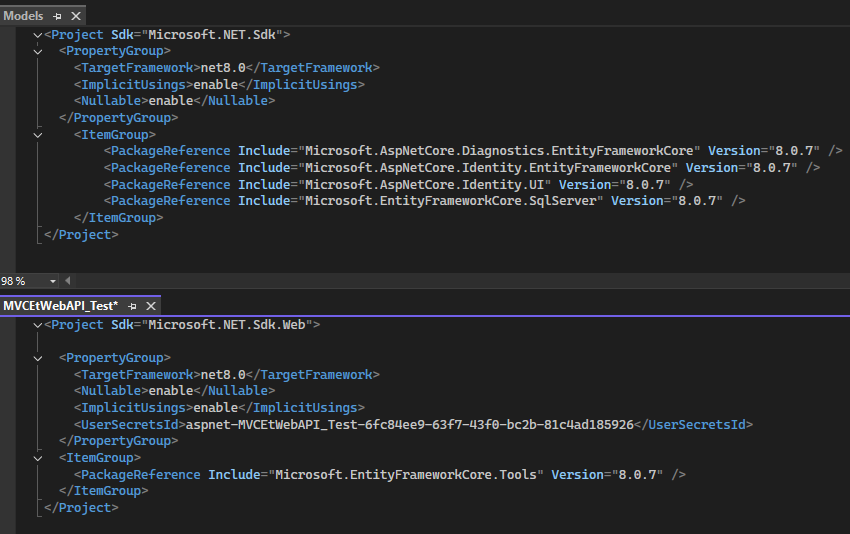 Models
<Project Sdk="Microsoft.NET.Sdk">
<PropertyGroup>
<TargetFramework>net8.0</TargetFramework>
<ImplicitUsings>enable</ImplicitUsings>
<Nullable>enable</Nullable>
</PropertyGroup>
<ItemGroup>
<PackageReference Include="Microsoft.AspNetCore.Diagnostics.EntityFrameworkCore" Version="8.0.7" />
<PackageReference Include="Microsoft.AspNetCore.Identity.EntityFrameworkCore" Version="8.0.7" />
<PackageReference Include="Microsoft.AspNetCore.Identity.UI" Version="8.0.7" />
<PackageReference Include="Microsoft.EntityFrameworkCore.SqlServer" Version="8.0.7" />
</ItemGroup>
</Project>
98 %
MVCEtWebAPI_Test*
<Project Sdk="Microsoft.NET.Sdk.Web">
<PropertyGroup>
<TargetFramework>net8.0</TargetFramework>
<Nullable>enable</Nullable>
<ImplicitUsings>enable</ImplicitUsings>
<UserSecretsId>aspnet-MVCEtWebAPI_Test-6fc84ee9-63f7-43f0-bc2b-81c4ad185926</UserSecretsId>
</PropertyGroup>
<ItemGroup>
<PackageReference Include="Microsoft.EntityFrameworkCore.Tools" Version="8.0.7" />
</ItemGroup>
</Project>